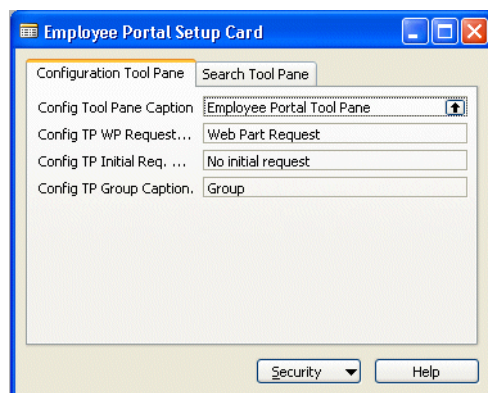 Employee Portal Setup Card
Configuration Tool Pane Search Tool Pane
Config Tool Pane Caption Employee Portal Tool Pane
Config TP WP Request... Web Part Request
Config TP Initial Req. ... No initial request
Config TP Group Caption. Group
Security Help